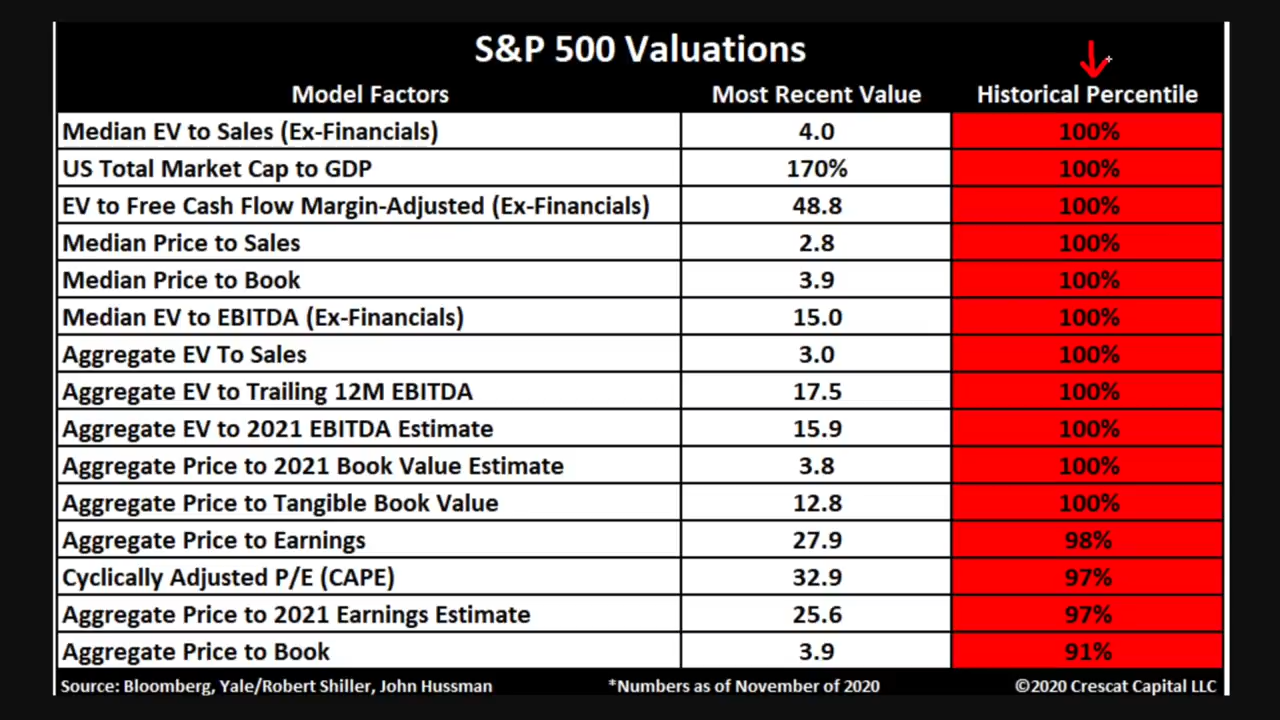 S&P 500 Valuations
Model Factors Most Recent Value Historical Percentile
Median EV to Sales (Ex-Financials) 4.0 100%
US Total Market Cap to GDP 170% 100%
EV to Free Cash Flow Margin-Adjusted (Ex-Financials) 48.8 100%
Median Price to Sales 2.8 100%
Median Price to Book 3.9 100%
Median EV to EBITDA (Ex-Financials) 15.0 100%
Aggregate EV To Sales 3.0 100%
Aggregate EV to Trailing 12M EBITDA 17.5 100%
Aggregate EV to 2021 EBITDA Estimate 15.9 100%
Aggregate Price to 2021 Book Value Estimate 3.8 100%
Aggregate Price to Tangible Book Value 12.8 100%
Aggregate Price to Earnings 27.9 98%
Cyclically Adjusted P/E (CAPE) 32.9 97%
Aggregate Price to 2021 Earnings Estimate 25.6 97%
Aggregate Price to Book 3.9 91%
Source: Bloomberg, Yale/Robert Shiller, John Hussman *Numbers as of November of 2020 ©2020 Crescat Capital LLC